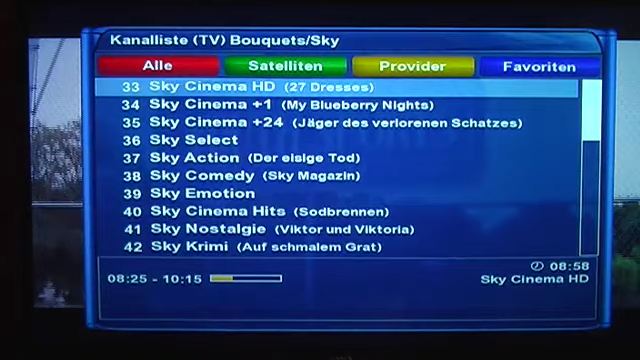 Kanalliste (TV) Bouquets/Sky
Alle Satelliten Provider Favoriten
33 Sky Cinema HD (27 Dresses)
34 Sky Cinema +1 (My Blueberry Nights)
35 Sky Cinema +24 (Jäger des verlorenen Schatzes)
36 Sky Select
37 Sky Action (Der eisige Tod)
38 Sky Comedy (Sky Magazin)
39 Sky Emotion
40 Sky Cinema Hits (Sodbrennen)
41 Sky Nostalgie (Viktor und Viktoria)
42 Sky Krimi (Auf schmalem Grat)
08:58
08:25 - 10:15 Sky Cinema HD